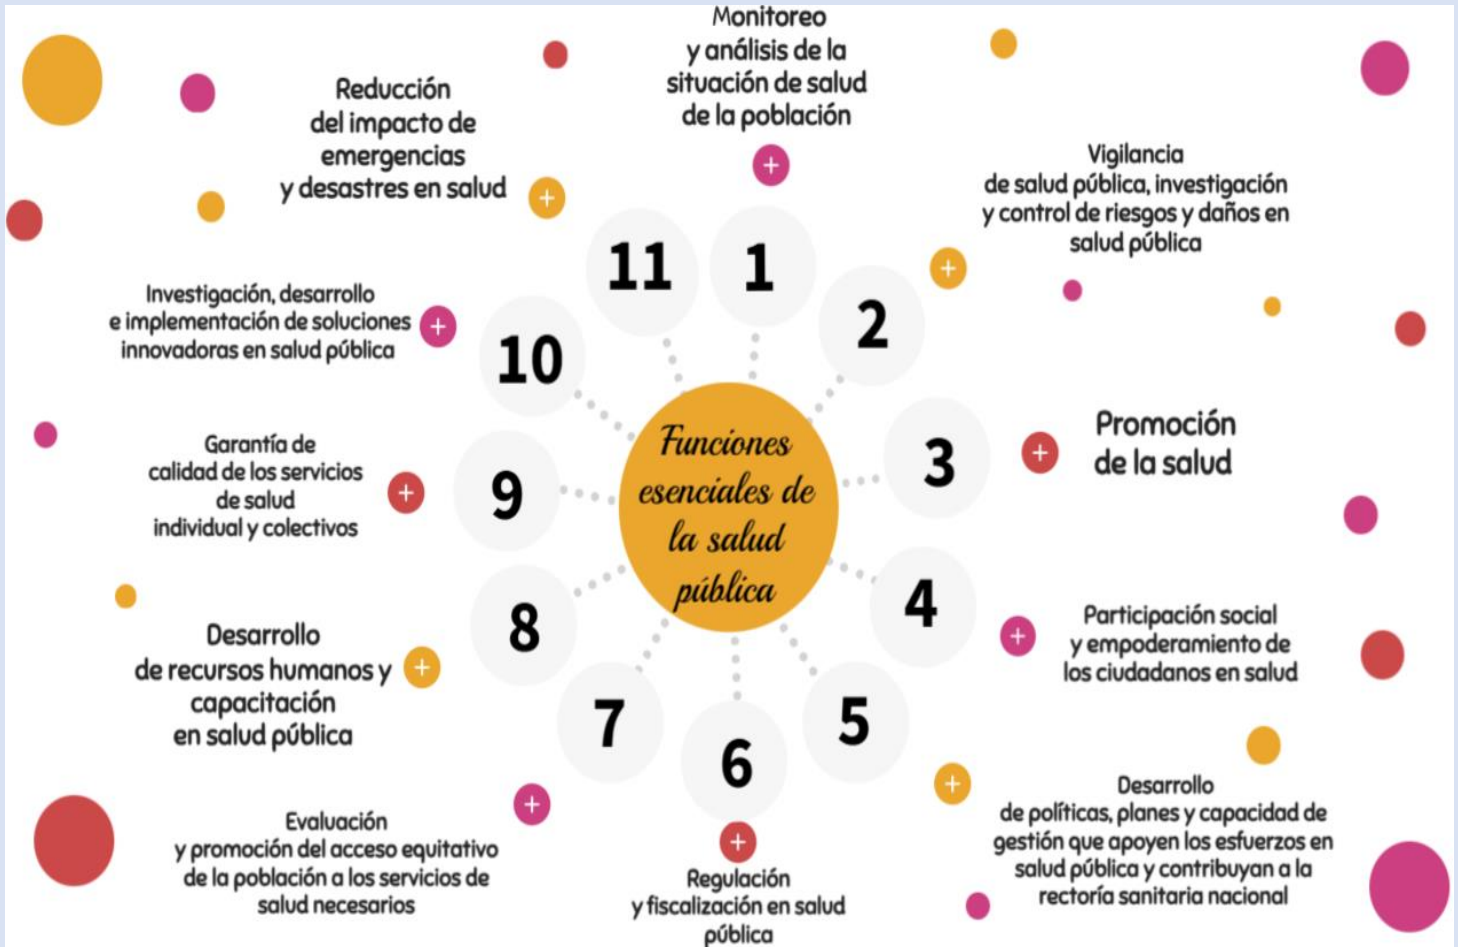 Funciones
esenciales de
la salud
pública
1
Monitoreo
y análisis de la
situación de salud
de la población
+
2
Vigilancia
de salud pública, investigación
y control de riesgos y daños en
salud pública
+
3
Promoción
de la salud
+
4
Participación social
y empoderamiento de
los ciudadanos en salud
+
5
Desarrollo
de políticas, planes y capacidad de
gestión que apoyen los esfuerzos en
salud pública y contribuyan a la
rectoría sanitaria nacional
+
6
Regulación
y fiscalización en salud
pública
+
7
Evaluación
y promoción del acceso equitativo
de la población a los servicios de
salud necesarios
+
8
Desarrollo
de recursos humanos y
capacitación
en salud pública
+
9
Garantía de
calidad de los servicios
de salud
individual y colectivos
+
10
Investigación, desarrollo
e implementación de soluciones
innovadoras en salud pública
+
11
Reducción
del impacto de
emergencias
y desastres en salud
+